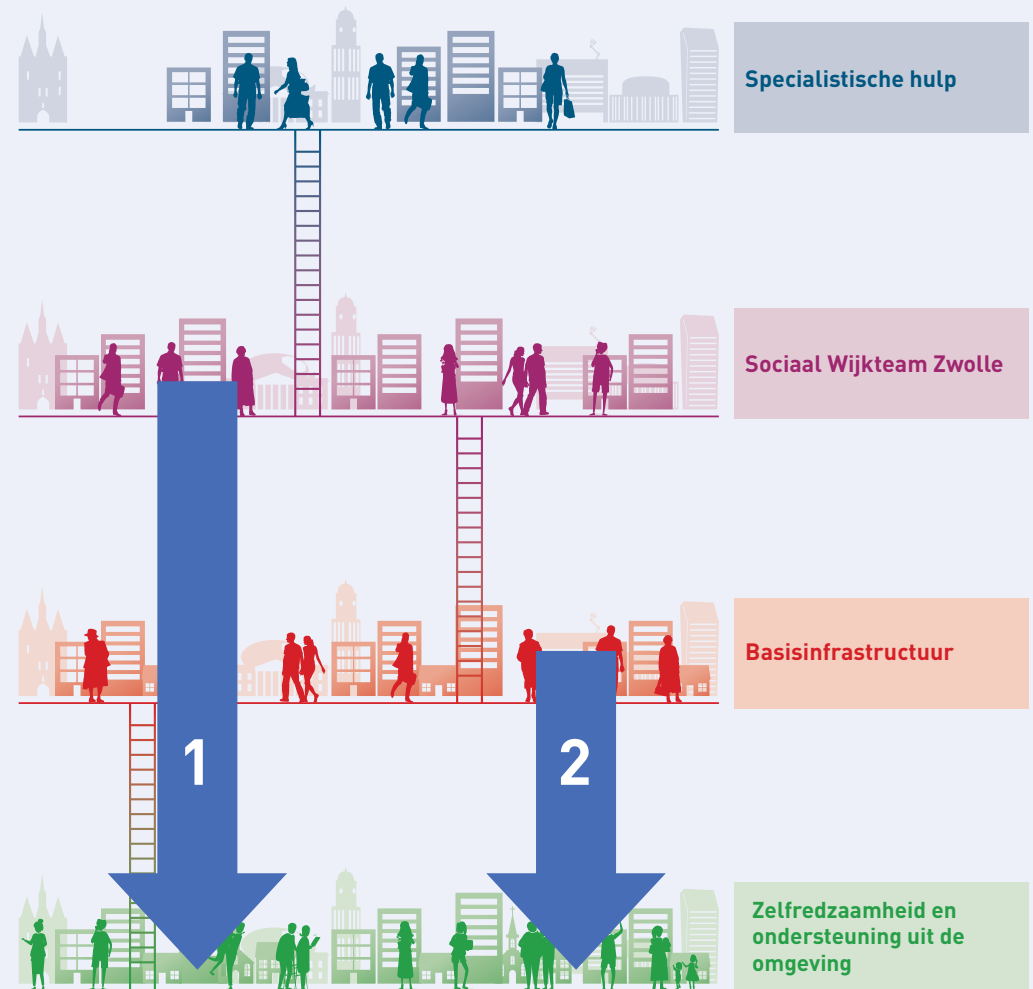 Specialistische hulp
Sociaal Wijkteam Zwolle
Basisinfrastructuur
1
2
Zelfredzaamheid en
ondersteuning uit de
omgeving